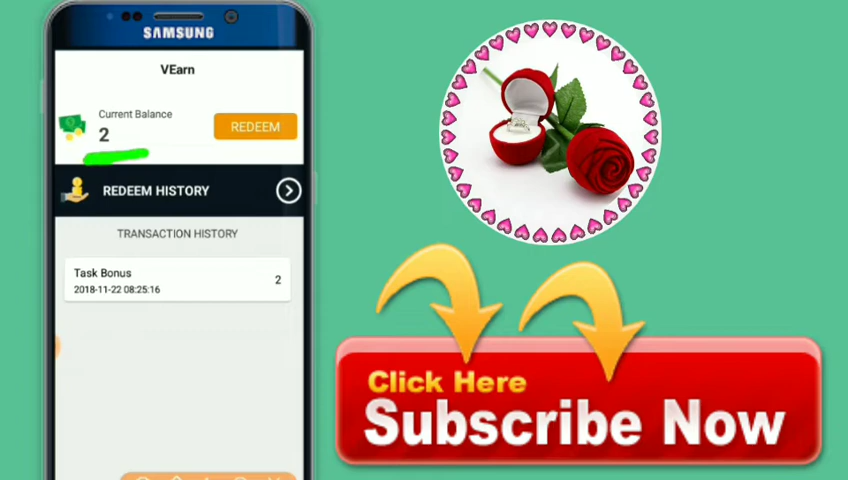 SAMSUNG
VEarn
Current Balance
2
REDEEM
REDEEM HISTORY
TRANSACTION HISTORY
Task Bonus
2
2018-11-22 08:25:16
Click Here
Subscribe Now